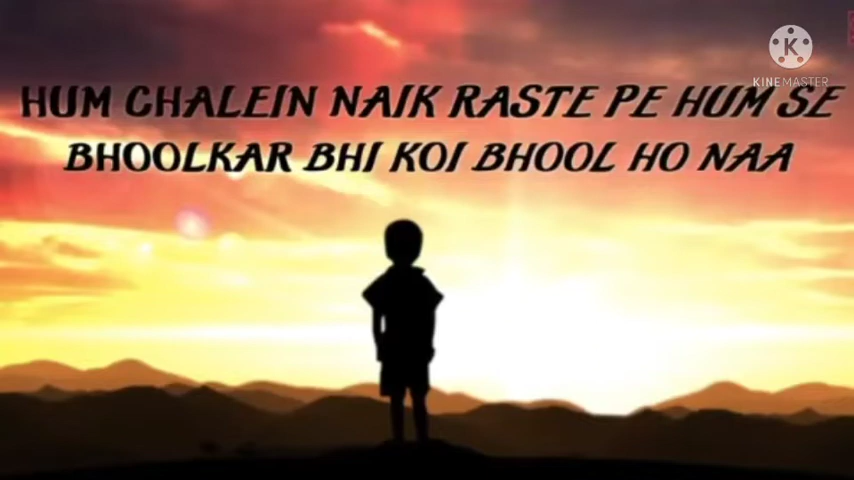 KINEMASTER
HUM CHALEIN NAIK RASTE PE HUM SE
BHOOLKAR BHI KOI BHOOL HO NAA